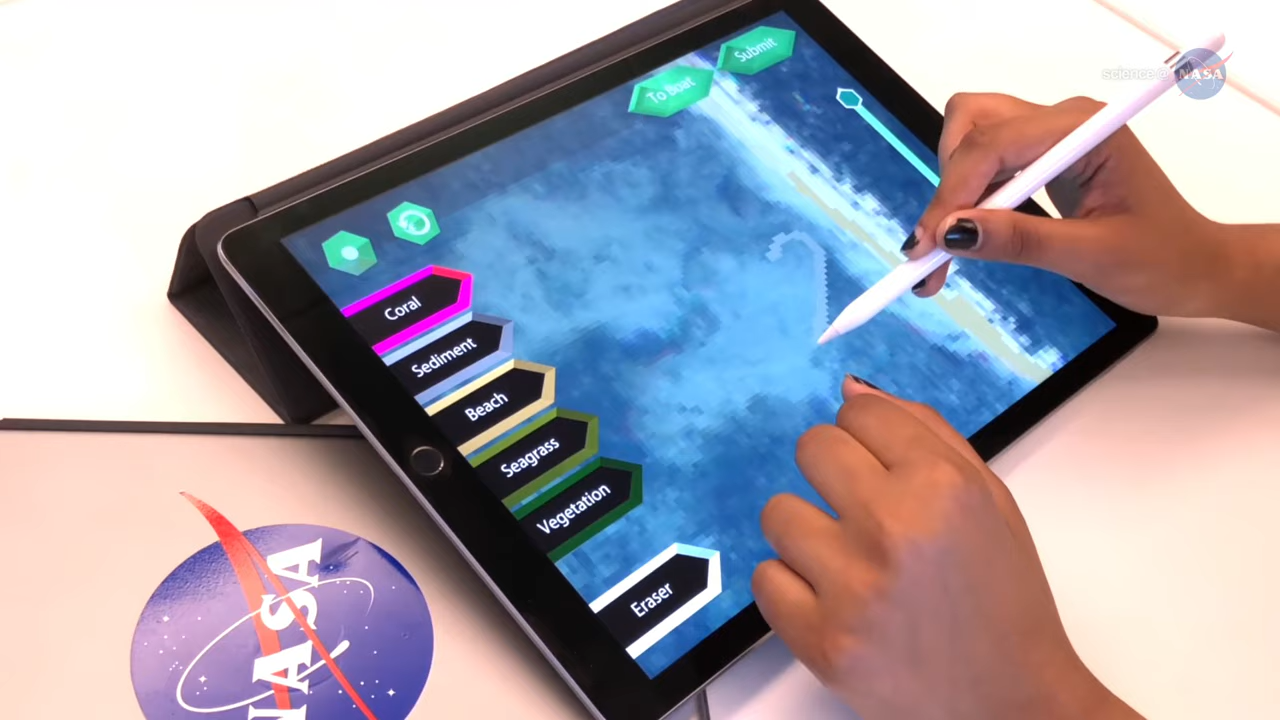 science@
NASA
Submit
To Boat
Coral
Sediment
Beach
Seagrass
Vegetation
Eraser
NASA